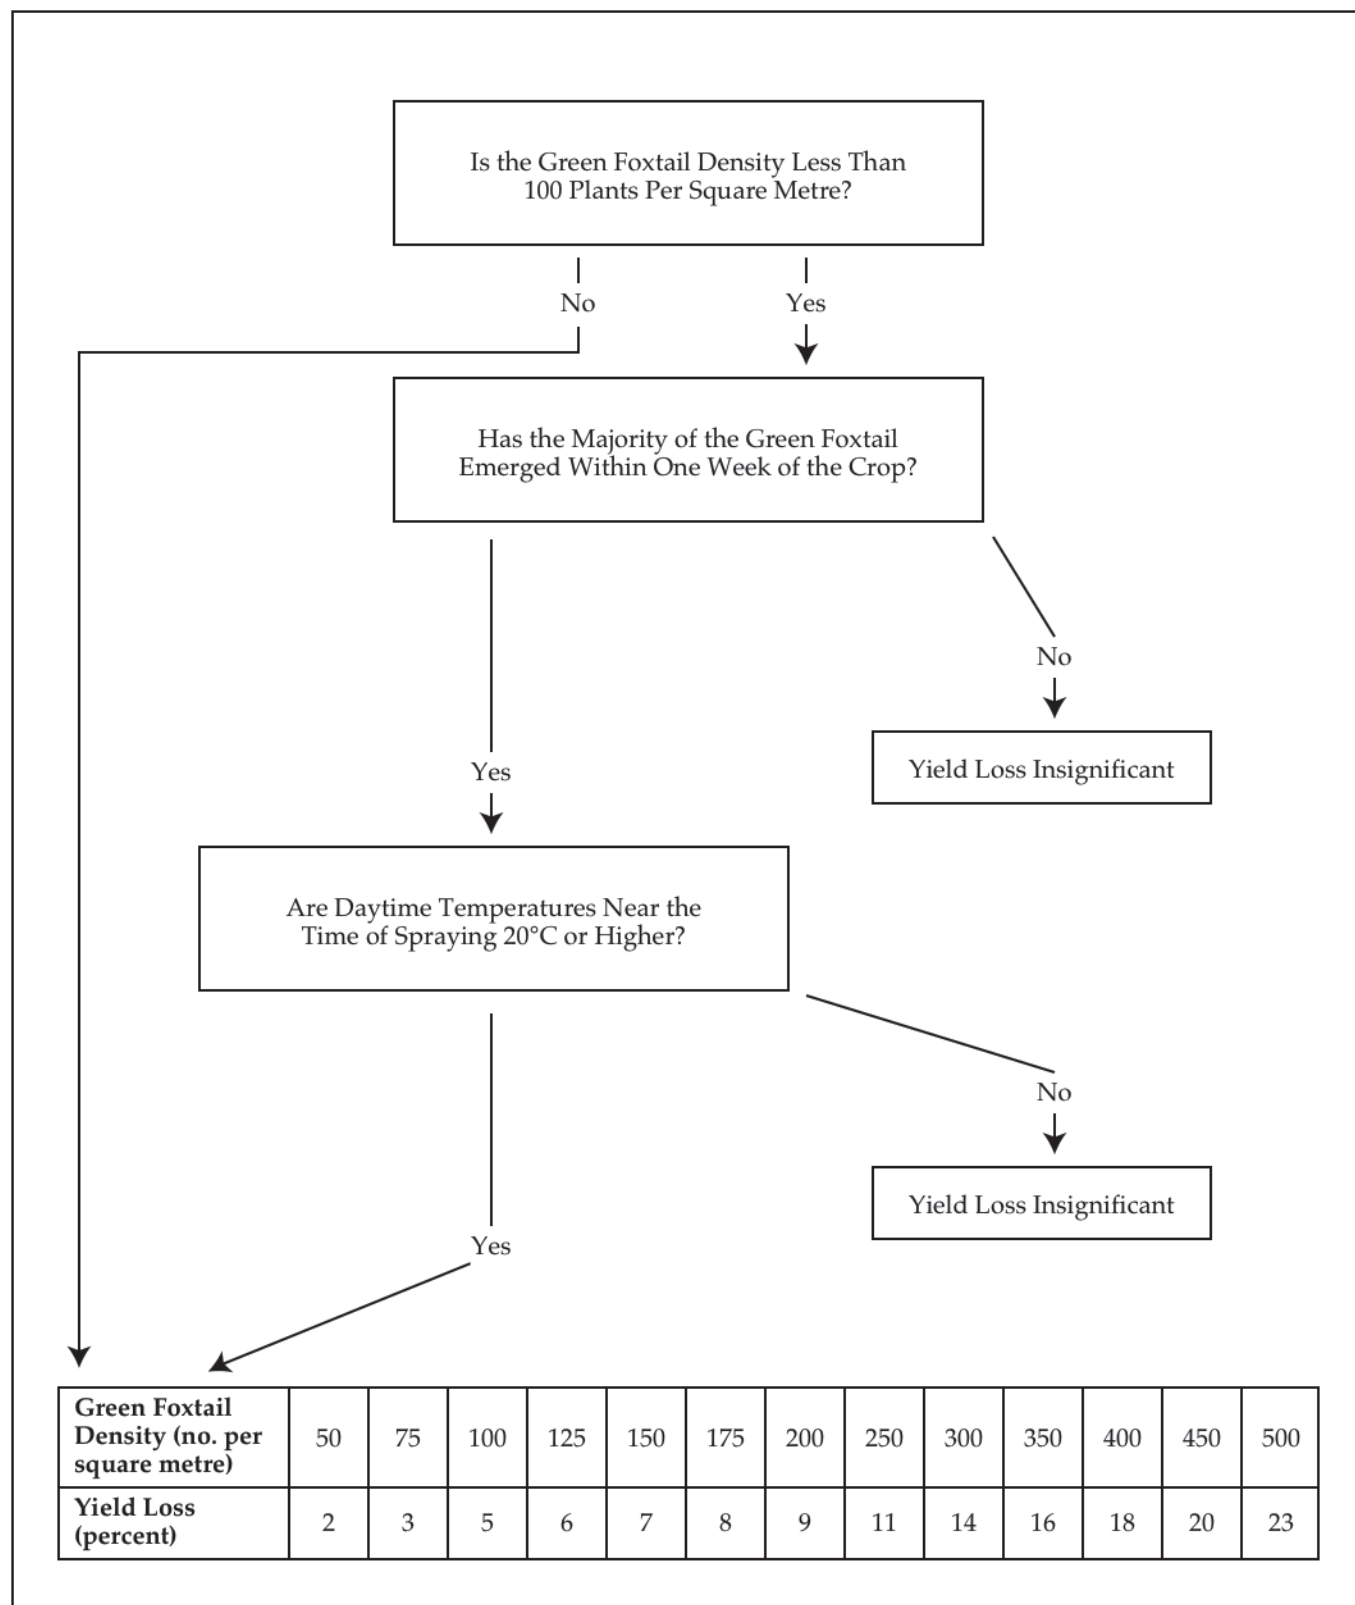 Is the Green Foxtail Density Less Than
100 Plants Per Square Metre?
No
Yes
Has the Majority of the Green Foxtail
Emerged Within One Week of the Crop?
No
Yield Loss Insignificant
Yes
Are Daytime Temperatures Near the
Time of Spraying 20°C or Higher?
No
Yield Loss Insignificant
Yes
Green Foxtail
Density (no. per
square metre)
50 75 100 125 150 175 200 250 300 350 400 450 500
Yield Loss
(percent)
2 3 5 6 7 8 9 11 14 16 18 20 23